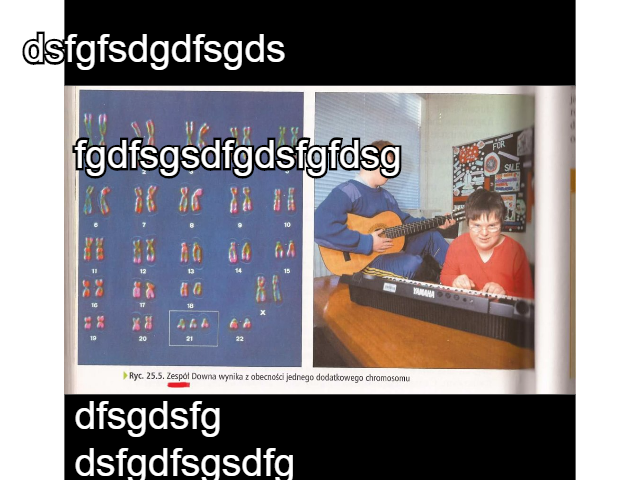 dsfgfsdgdfsgds
fgdfsgsdfgdsfgfdsg
FOR
SALE
6 7 8 9 10
11 12 13 14 15
16 17 18 X
19 20 21 22
YAMAHA
Ryc. 25.5. Zespół Downa wynika z obecności jednego dodatkowego chromosomu
dfsgdsfg
dsfgdfsgsdfg